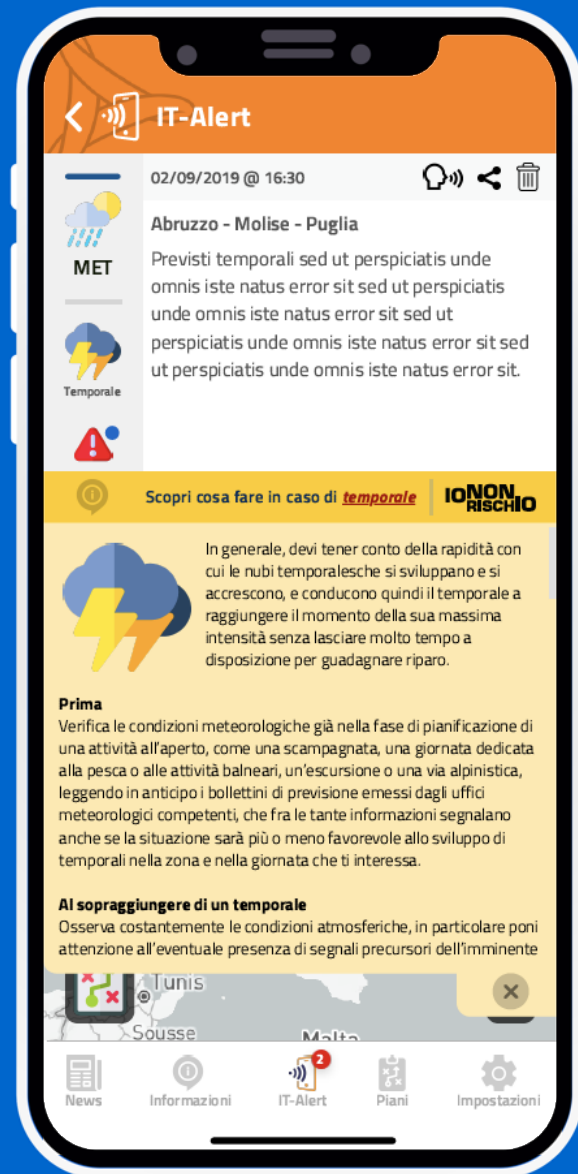 IT-Alert
02/09/2019 @ 16:30
MET
Temporale
Abruzzo - Molise - Puglia
Previsti temporali sed ut perspiciatis unde
omnis iste natus error sit sed ut perspiciatis
unde omnis iste natus error sit sed ut
perspiciatis unde omnis iste natus error sit sed
ut perspiciatis unde omnis iste natus error sit.
Scopri cosa fare in caso di temporale
IO NON
RISCHIO
In generale, devi tener conto della rapidità con
cui le nubi temporalesche si sviluppano e si
accrescono, e conducono quindi il temporale a
raggiungere il momento della sua massima
intensità senza lasciare molto tempo a
disposizione per guadagnare riparo.
Prima
Verifica le condizioni meteorologiche già nella fase di pianificazione di
una attività all'aperto, come una scampagnata, una giornata dedicata
alla pesca o alle attività balneari, un'escursione o una via alpinistica,
leggendo in anticipo i bollettini di previsione emessi dagli uffici
meteorologici competenti, che fra le tante informazioni segnalano
anche se la situazione sarà più o meno favorevole allo sviluppo di
temporali nella zona e nella giornata che ti interessa.
Al sopraggiungere di un temporale
Osserva costantemente le condizioni atmosferiche, in particolare poni
attenzione all'eventuale presenza di segnali precursori dell'imminente
Tunis
Sousse
Malta
2
News
Informazioni
IT-Alert
Piani
Impostazioni